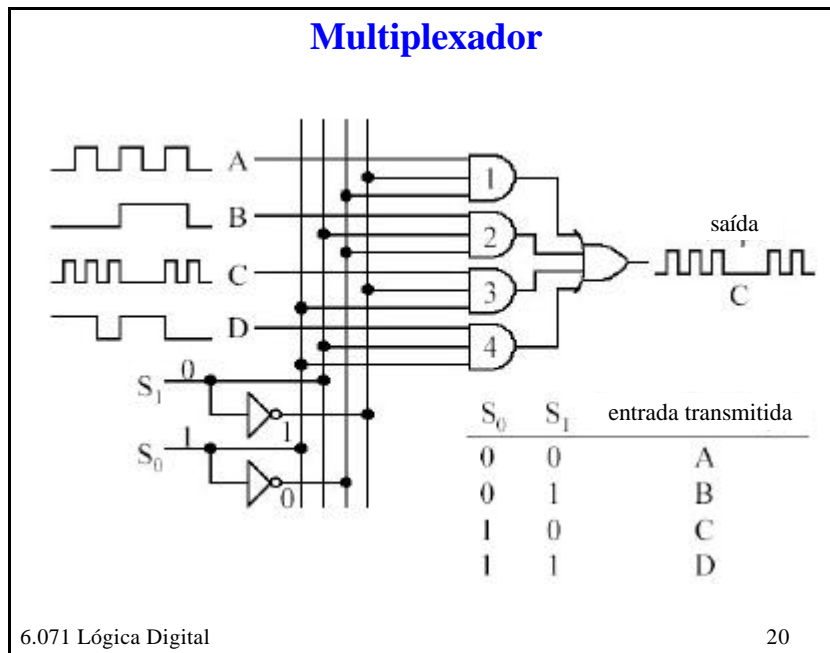 Multiplexador
A
1
B
2
saída
C
3
C
D
4
S1 0
1
S0 1
0
S0 S1 entrada transmitida
0 0 A
0 1 B
1 0 C
1 1 D
6.071 Lógica Digital 20